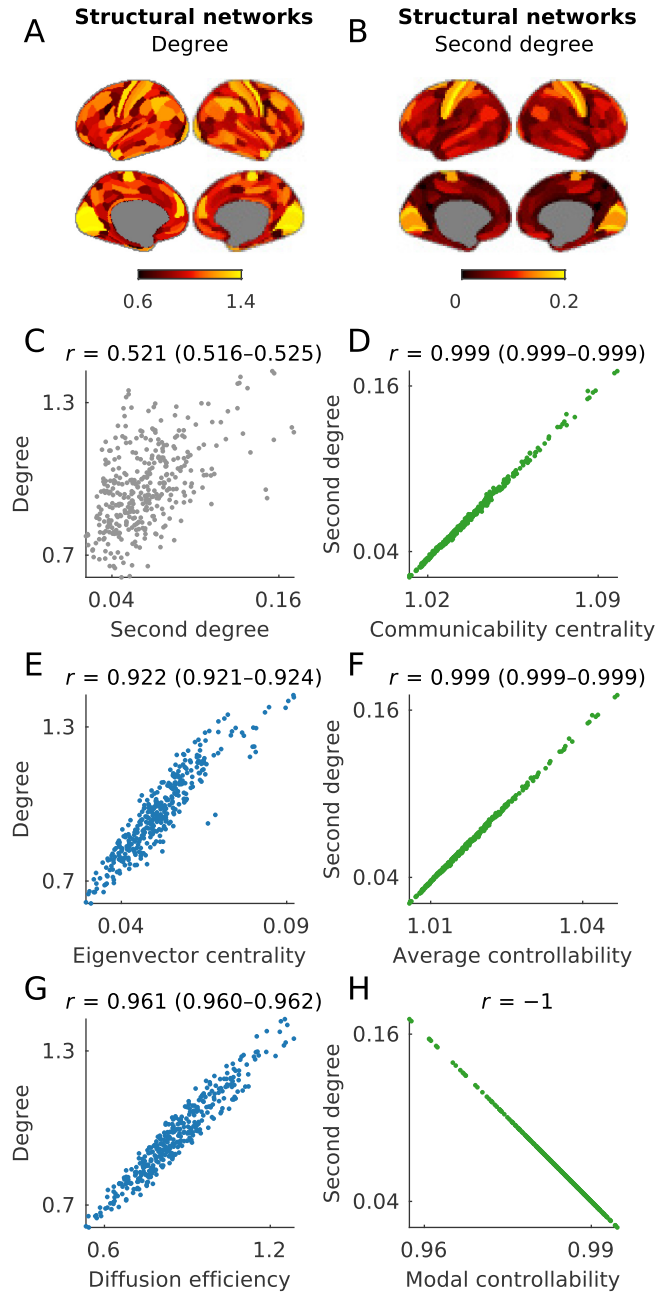 A
Structural networks
Degree
0.6
1.4
B
Structural networks
Second degree
0
0.2
C
r = 0.521 (0.516–0.525)
Degree
1.3
0.7
0.04
0.16
Second degree
D
r = 0.999 (0.999–0.999)
Second degree
0.16
0.04
1.02
1.09
Communicability centrality
E
r = 0.922 (0.921–0.924)
Degree
1.3
0.7
0.04
0.09
Eigenvector centrality
F
r = 0.999 (0.999–0.999)
Second degree
0.16
0.04
1.01
1.04
Average controllability
G
r = 0.961 (0.960–0.962)
Degree
1.3
0.7
0.6
1.2
Diffusion efficiency
H
r = −1
Second degree
0.16
0.04
0.96
0.99
Modal controllability